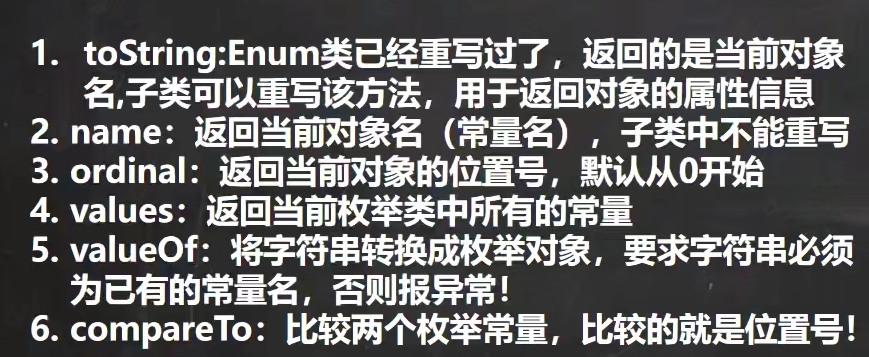 1. toString:Enum类已经重写过了，返回的是当前对象
名,子类可以重写该方法，用于返回对象的属性信息
2. name：返回当前对象名（常量名），子类中不能重写
3. ordinal：返回当前对象的位置号，默认从0开始
4. values：返回当前枚举类中所有的常量
5. valueOf：将字符串转换成枚举对象，要求字符串必须
为已有的常量名，否则报异常！
6. compareTo：比较两个枚举常量，比较的就是位置号！